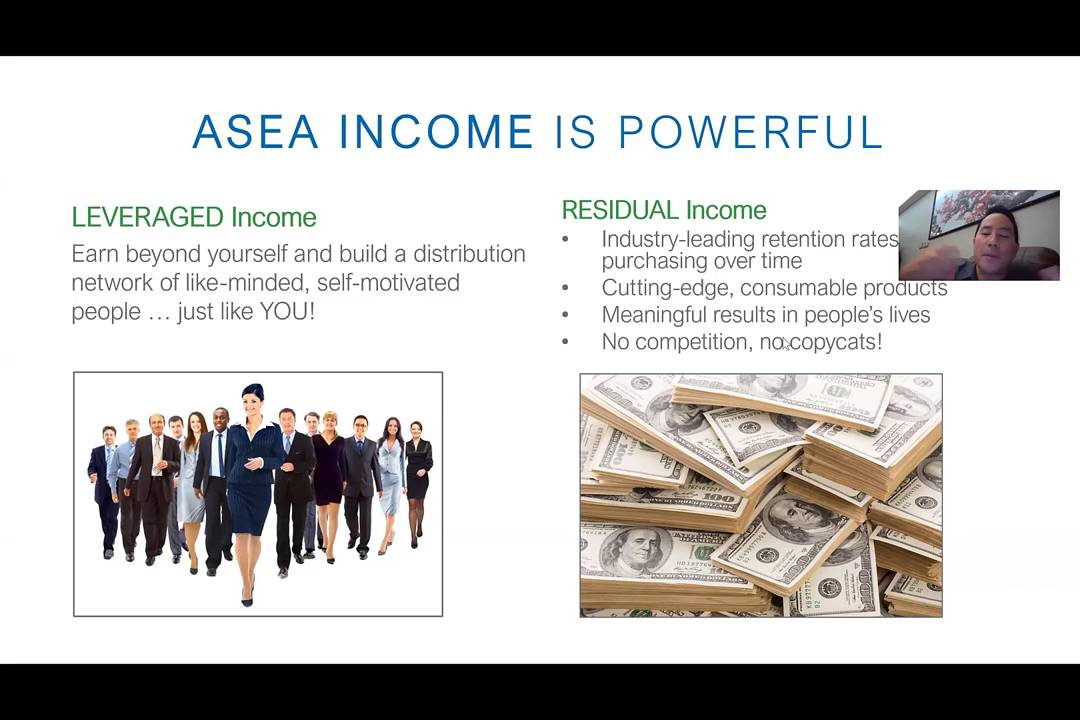 ASEA INCOME IS POWERFUL
LEVERAGED Income
Earn beyond yourself and build a distribution
network of like-minded, self-motivated
people … just like YOU!
RESIDUAL Income
• Industry-leading retention rates
purchasing over time
• Cutting-edge, consumable products
• Meaningful results in people's lives
• No competition, no copycats!